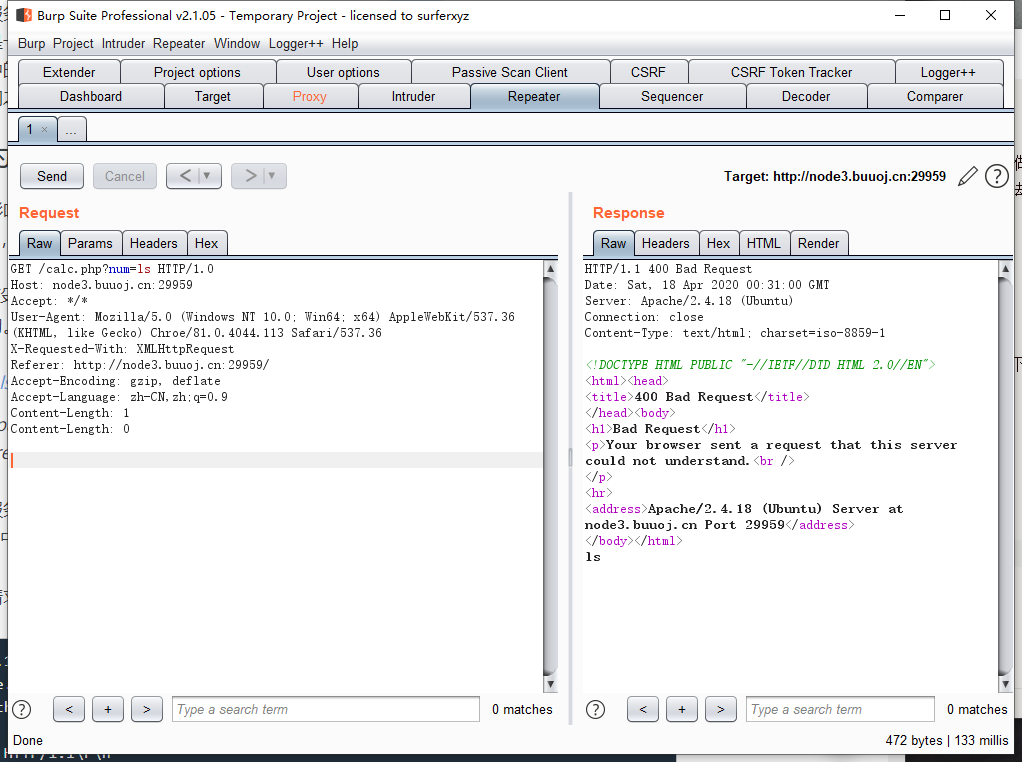 Burp Suite Professional v2.1.05 - Temporary Project - licensed to surferxyz
Burp Project Intruder Repeater Window Logger++ Help
Extender Project options User options Passive Scan Client CSRF CSRF Token Tracker Logger++
Dashboard Target Proxy Intruder Repeater Sequencer Decoder Comparer
1 × ...
Send Cancel < ▼ > ▼ Target: http://node3.buuoj.cn:29959 ?
Request
Raw Params Headers Hex
GET /calc.php?num=ls HTTP/1.0
Host: node3.buuoj.cn:29959
Accept: */*
User-Agent: Mozilla/5.0 (Windows NT 10.0; Win64; x64) AppleWebKit/537.36
(KHTML, like Gecko) Chroe/81.0.4044.113 Safari/537.36
X-Requested-With: XMLHttpRequest
Referer: http://node3.buuoj.cn:29959/
Accept-Encoding: gzip, deflate
Accept-Language: zh-CN,zh;q=0.9
Content-Length: 1
Content-Length: 0
? < + > Type a search term 0 matches
Response
Raw Headers Hex HTML Render
HTTP/1.1 400 Bad Request
Date: Sat, 18 Apr 2020 00:31:00 GMT
Server: Apache/2.4.18 (Ubuntu)
Connection: close
Content-Type: text/html; charset=iso-8859-1
<!DOCTYPE HTML PUBLIC "-//IETF//DTD HTML 2.0//EN">
<html><head>
<title>400 Bad Request</title>
</head><body>
<h1>Bad Request</h1>
<p>Your browser sent a request that this server
could not understand.<br />
</p>
<hr>
<address>Apache/2.4.18 (Ubuntu) Server at
node3.buuoj.cn Port 29959</address>
</body></html>
ls
? < + > Type a search term 0 matches
Done 472 bytes | 133 millis